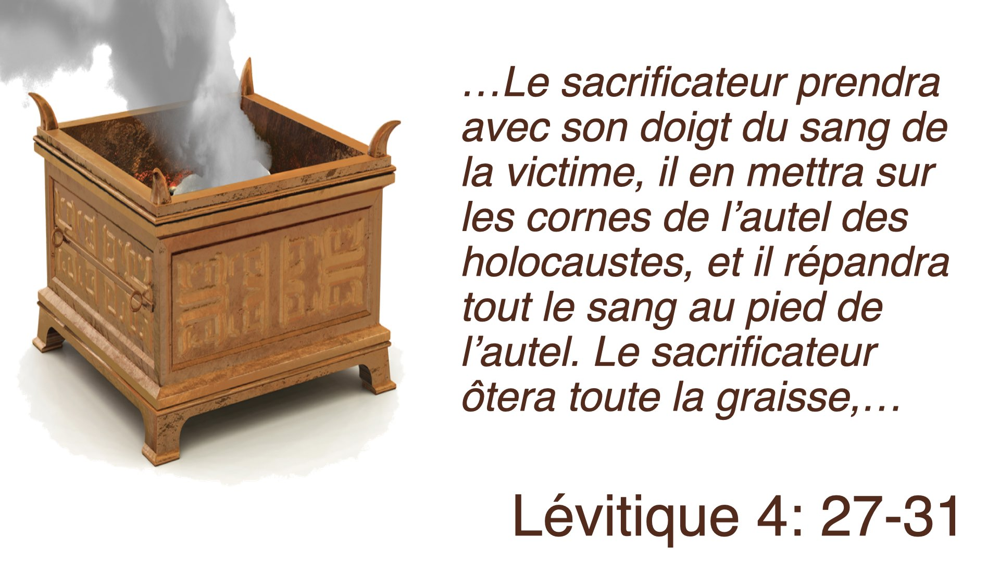 …Le sacrificateur prendra
avec son doigt du sang de
la victime, il en mettra sur
les cornes de l’autel des
holocaustes, et il répandra
tout le sang au pied de
l’autel. Le sacrificateur
ôtera toute la graisse,…
Lévitique 4: 27-31